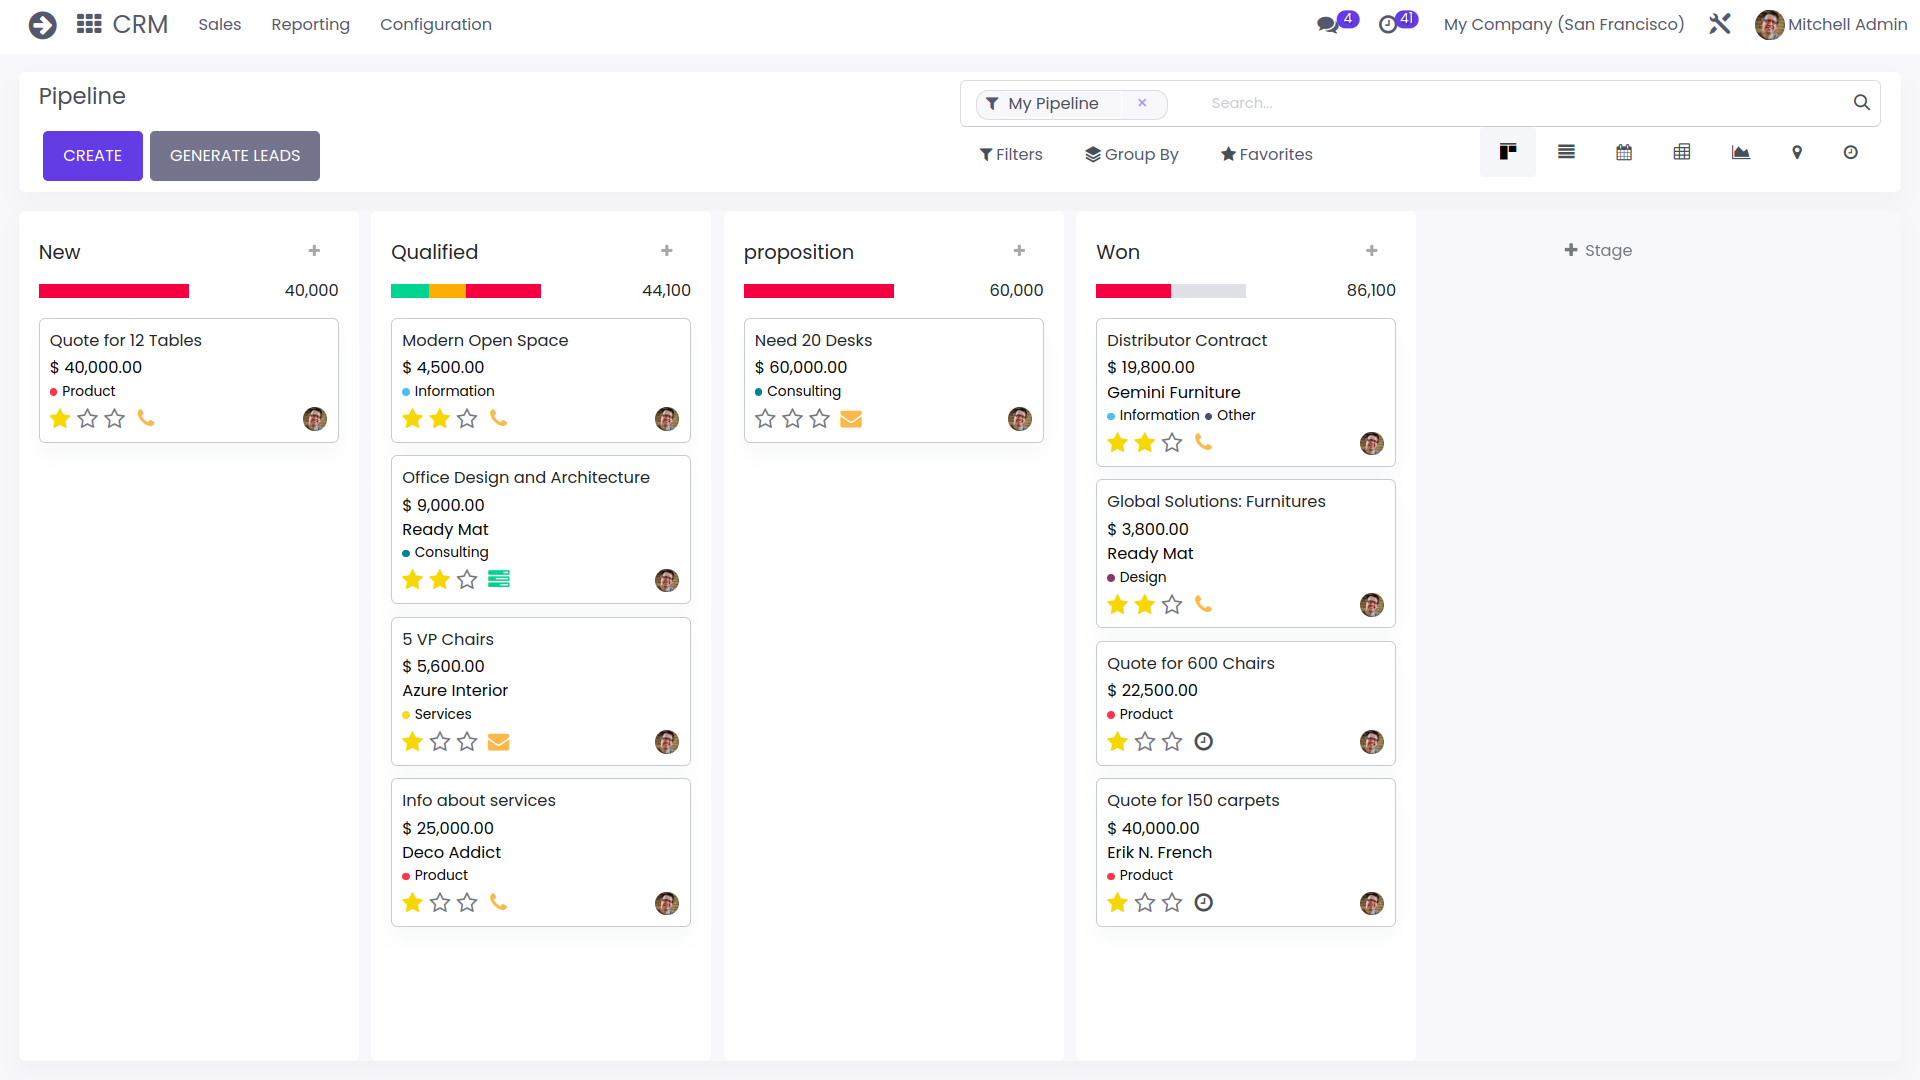 CRM Sales Reporting Configuration 4 41 My Company (San Francisco) Mitchell Admin
Pipeline
My Pipeline × Search...
CREATE GENERATE LEADS
Filters Group By Favorites
New
40,000
Quote for 12 Tables
$ 40,000.00
Product
Qualified
44,100
Modern Open Space
$ 4,500.00
Information
Office Design and Architecture
$ 9,000.00
Ready Mat
Consulting
5 VP Chairs
$ 5,600.00
Azure Interior
Services
Info about services
$ 25,000.00
Deco Addict
Product
proposition
60,000
Need 20 Desks
$ 60,000.00
Consulting
Won
86,100
Distributor Contract
$ 19,800.00
Gemini Furniture
Information Other
Global Solutions: Furnitures
$ 3,800.00
Ready Mat
Design
Quote for 600 Chairs
$ 22,500.00
Product
Quote for 150 carpets
$ 40,000.00
Erik N. French
Product
Stage